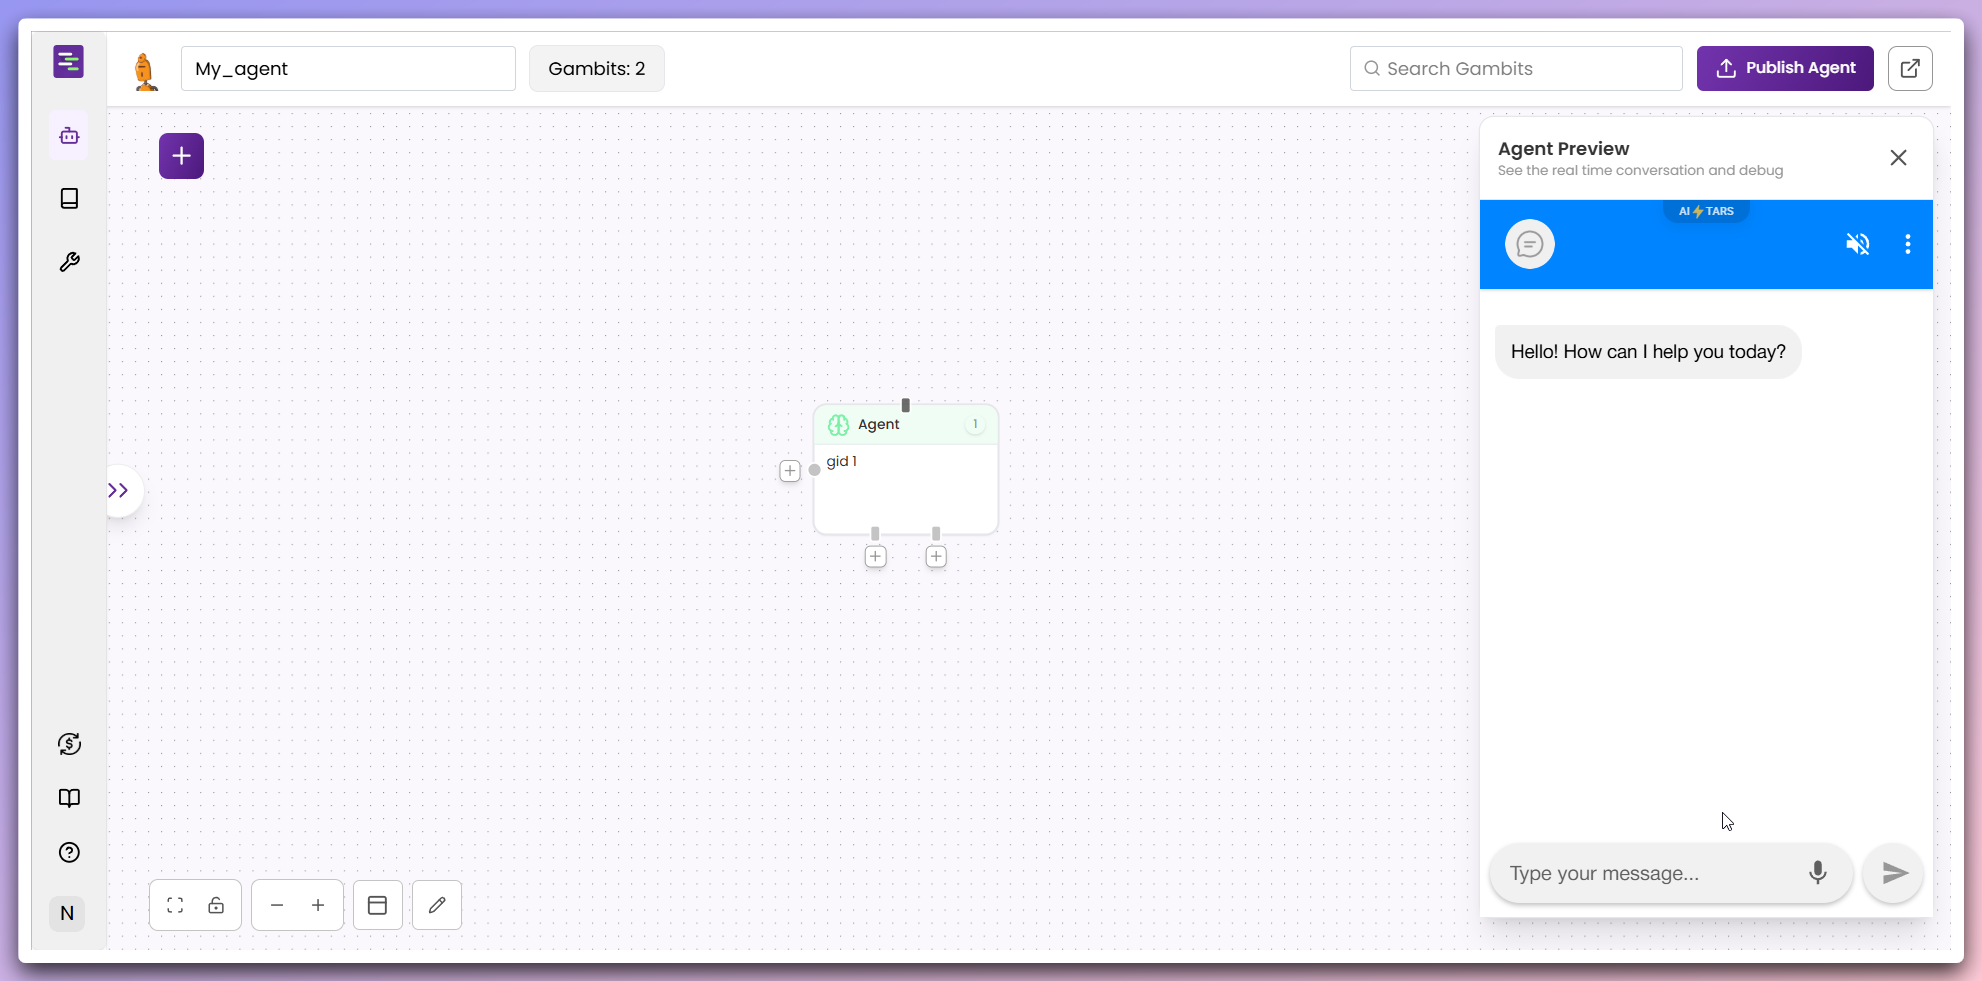 My_agent
Gambits: 2
Search Gambits
Publish Agent
Agent Preview
See the real time conversation and debug
AI⚡TARS
Hello! How can I help you today?
Agent
1
gid 1
Type your message...
N